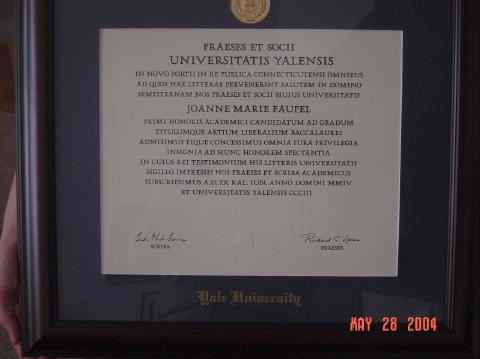 PRAESES ET SOCII
UNIVERSITATIS YALENSIS
IN NOVO PORTU IN RE PUBLICA CONNECTICUTENSI OMNIBUS
AD QUOS HAE LITTERAE PERVENERINT SALUTEM IN DOMINO
SEMPITERNAM NOS PRAESES ET SOCII HUIUS UNIVERSITATIS
JOANNE MARIE FAUPEL
PRIMI HONORIS ACADEMICI CANDIDATUM AD GRADUM
TITULUMQUE ARTIUM LIBERALIUM BACCALAUREI
ADMISIMUS EIQUE CONCESSIMUS OMNIA IURA PRIVILEGIA
INSIGNIA AD HUNC HONOREM SPECTANTIA
IN CUIUS REI TESTIMONIUM HIS LITTERIS UNIVERSITATIS
SIGILLO IMPRESSIS NOS PRAESES ET SCRIBA ACADEMICUS
SUBSCRIPSIMUS A.D. IX KAL. IUN. ANNO DOMINI MMIV
ET UNIVERSITATIS YALENSIS CCCIII
Richard C. Levin
SCRIBA PRAESES
Yale University
MAY 28 2004